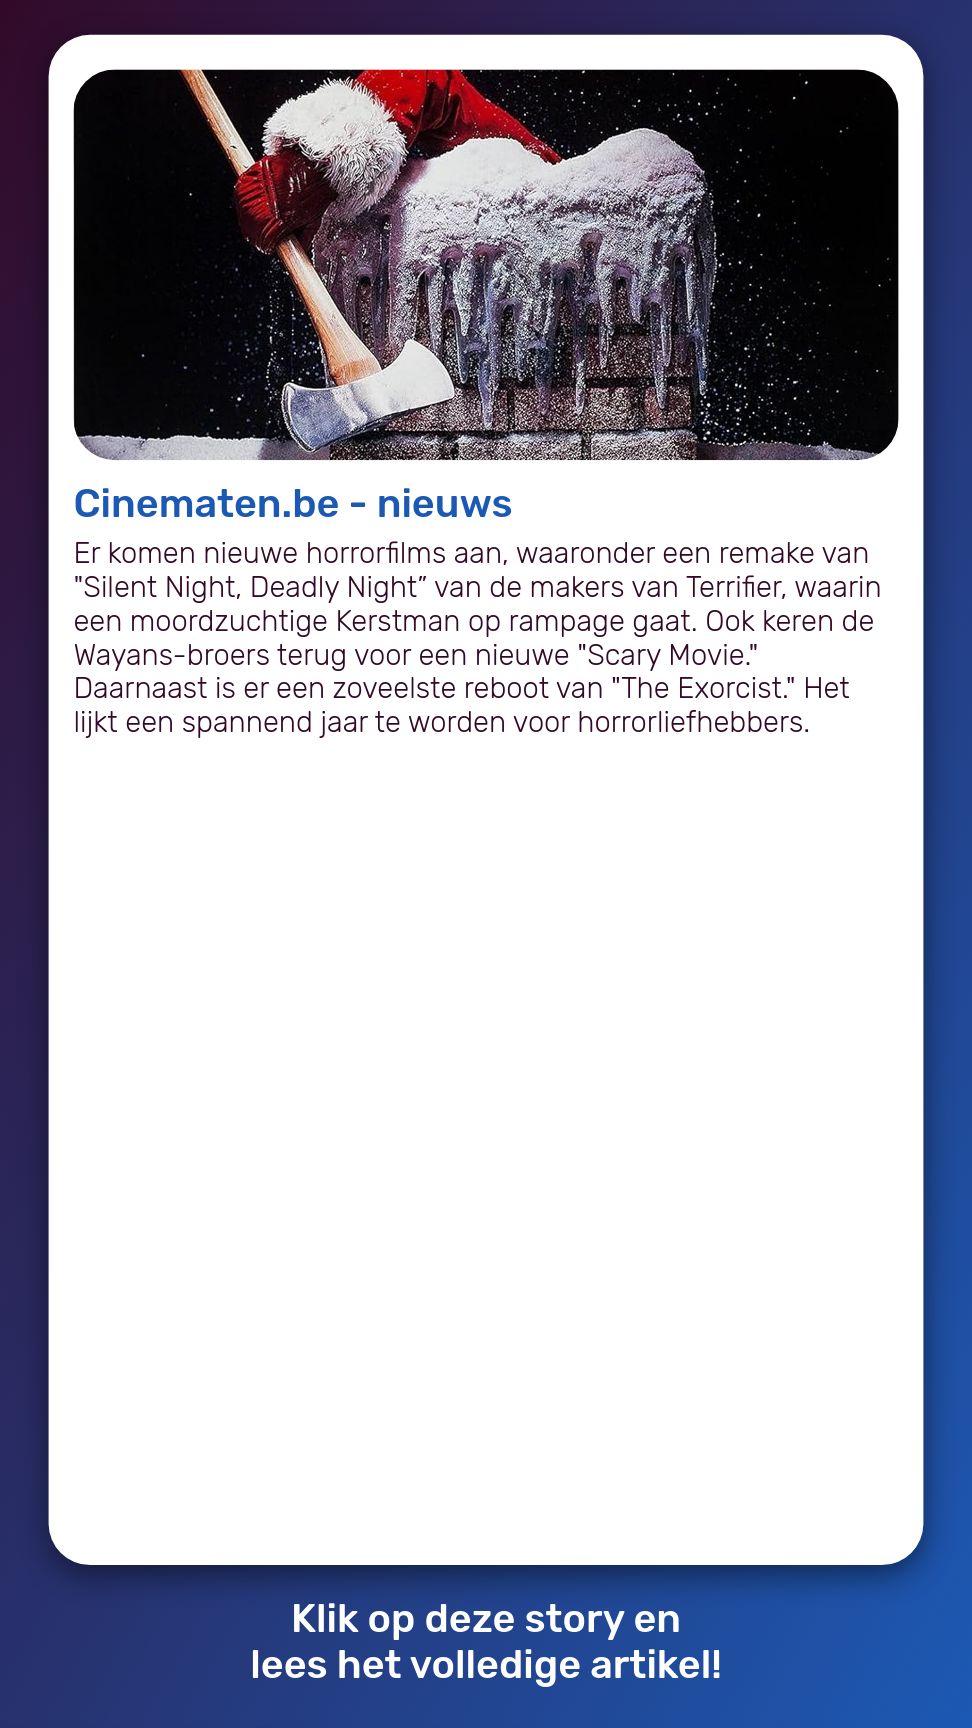 Cinematen.be - nieuws
Er komen nieuwe horrorfilms aan, waaronder een remake van
"Silent Night, Deadly Night” van de makers van Terrifier, waarin
een moordzuchtige Kerstman op rampage gaat. Ook keren de
Wayans-broers terug voor een nieuwe "Scary Movie."
Daarnaast is er een zoveelste reboot van "The Exorcist." Het
lijkt een spannend jaar te worden voor horrorliefhebbers.
Klik op deze story en
lees het volledige artikel!